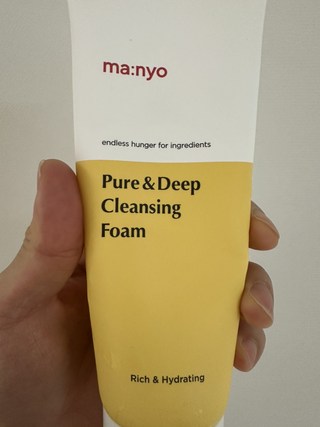 ma:nyo
endless hunger for ingredients
Pure & Deep
Cleansing
Foam
Rich & Hydrating